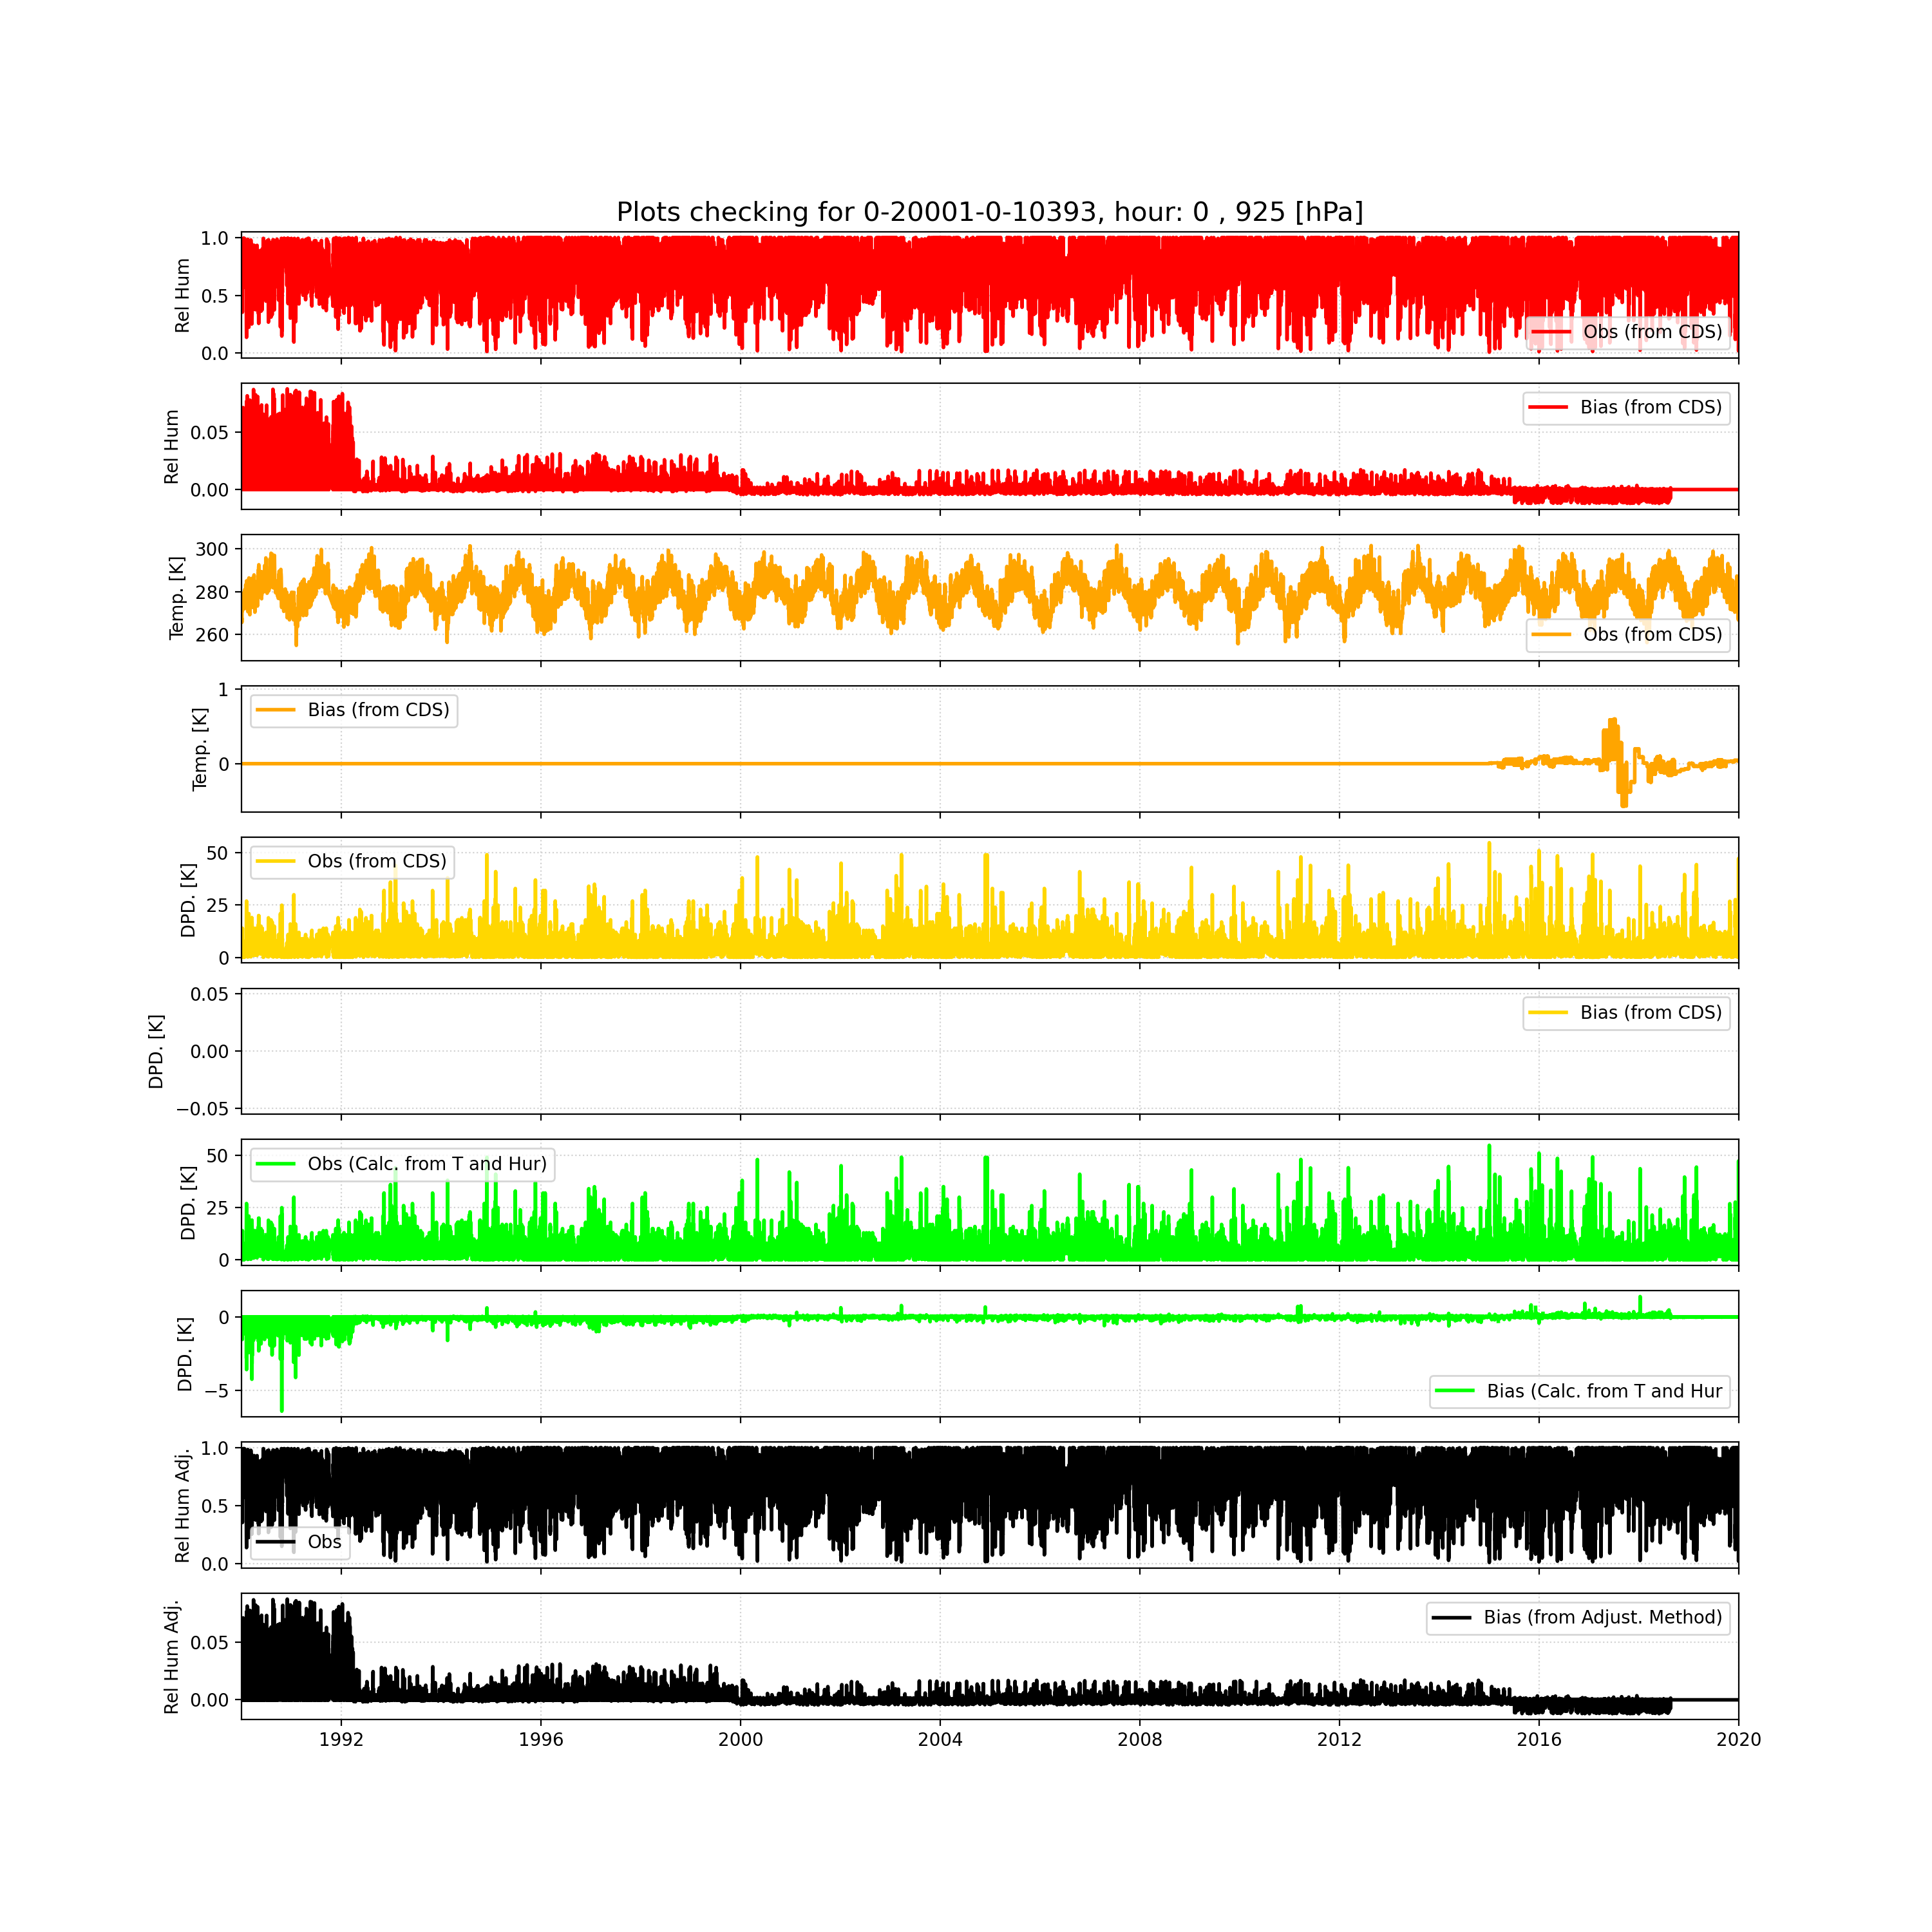 Plots checking for 0-20001-0-10393, hour: 0 , 925 [hPa]
1.0
0.5
0.0
Rel Hum
Obs (from CDS)
0.05
0.00
Rel Hum
Bias (from CDS)
300
280
260
Temp. [K]
Obs (from CDS)
1
0
Temp. [K]
Bias (from CDS)
50
25
0
DPD. [K]
Obs (from CDS)
0.05
0.00
−0.05
DPD. [K]
Bias (from CDS)
50
25
0
DPD. [K]
Obs (Calc. from T and Hur)
0
−5
DPD. [K]
Bias (Calc. from T and Hur
1.0
0.5
0.0
Rel Hum Adj.
Obs
0.05
0.00
Rel Hum Adj.
Bias (from Adjust. Method)
1992 1996 2000 2004 2008 2012 2016 2020